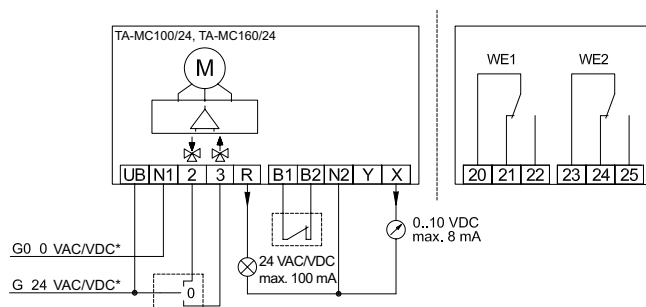 TA-MC100/24, TA-MC160/24
M
UB N1 2 3 R B1 B2 N2 Y X
G0 0 VAC/VDC*
G 24 VAC/VDC*
0
24 VAC/VDC
max. 100 mA
0..10 VDC
max. 8 mA
WE1 WE2
20 21 22 23 24 25